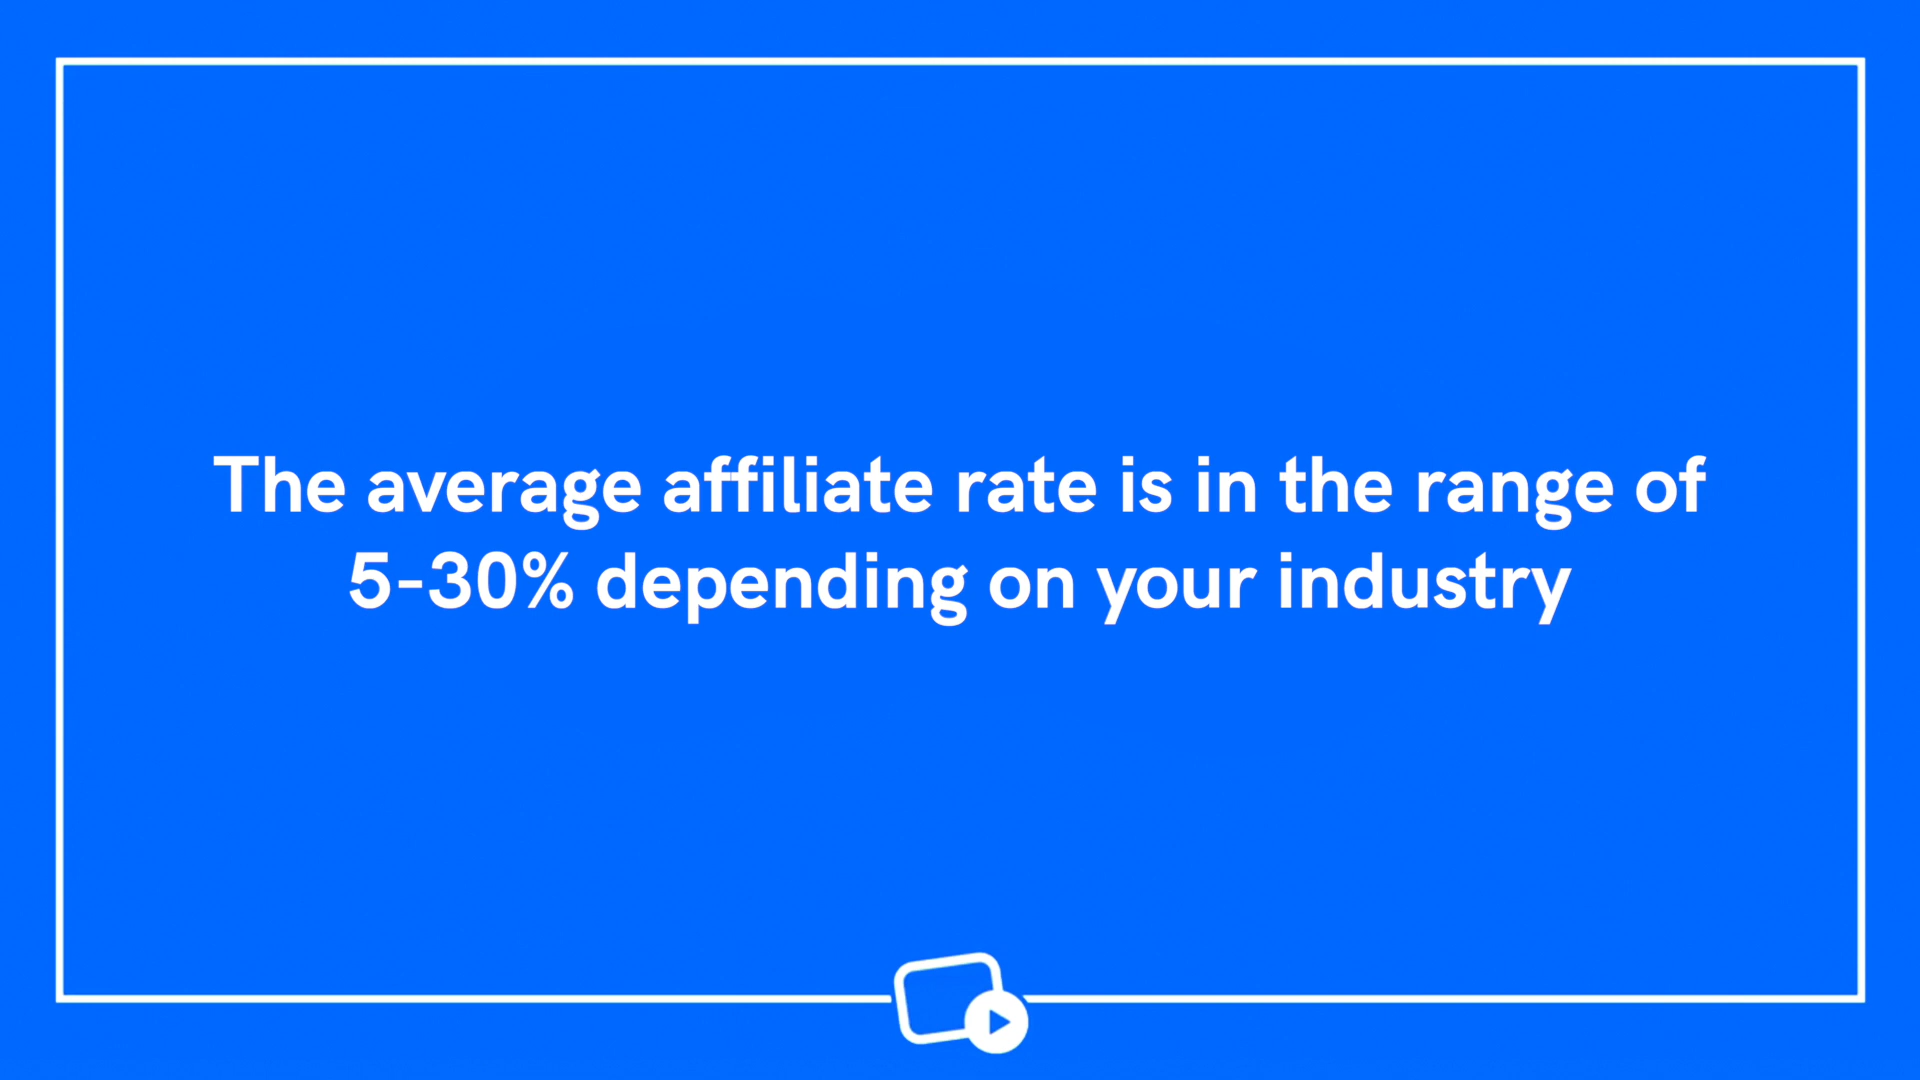 The average affiliate rate is in the range of
5-30% depending on your industry